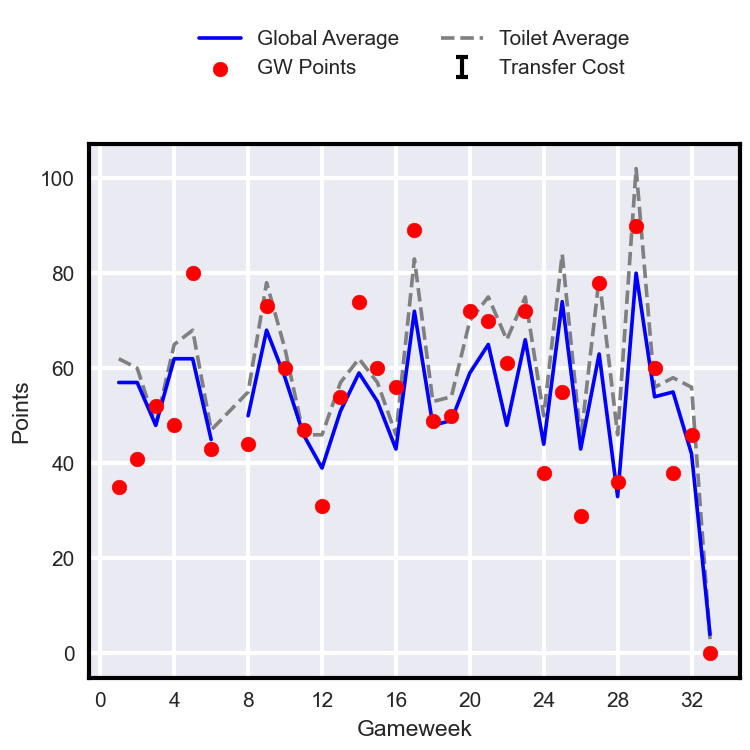 Global Average
Toilet Average
GW Points
Transfer Cost
100
80
60
40
20
0
Points
0 4 8 12 16 20 24 28 32
Gameweek